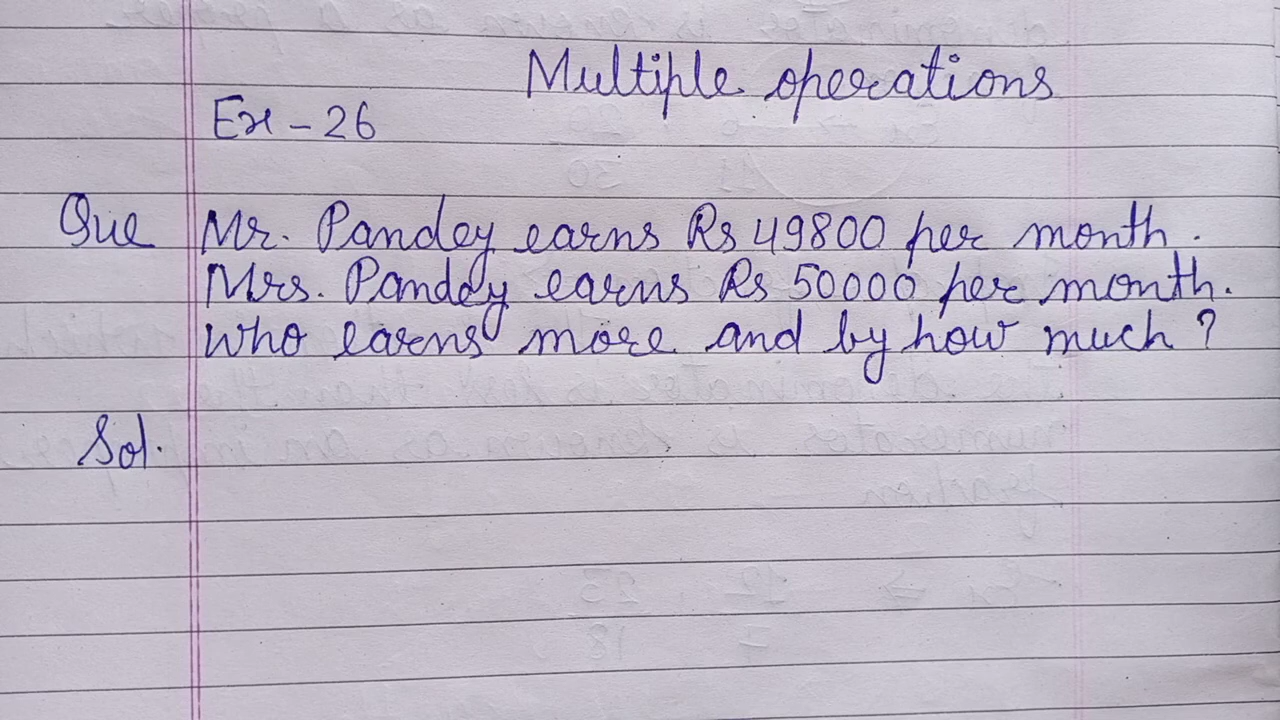 Multiple operations
Ex - 26
Que Mr. Pandey earns Rs 49800 per month.
Mrs. Pandey earns Rs 50000 per month.
Who earns more and by how much ?
Sol.